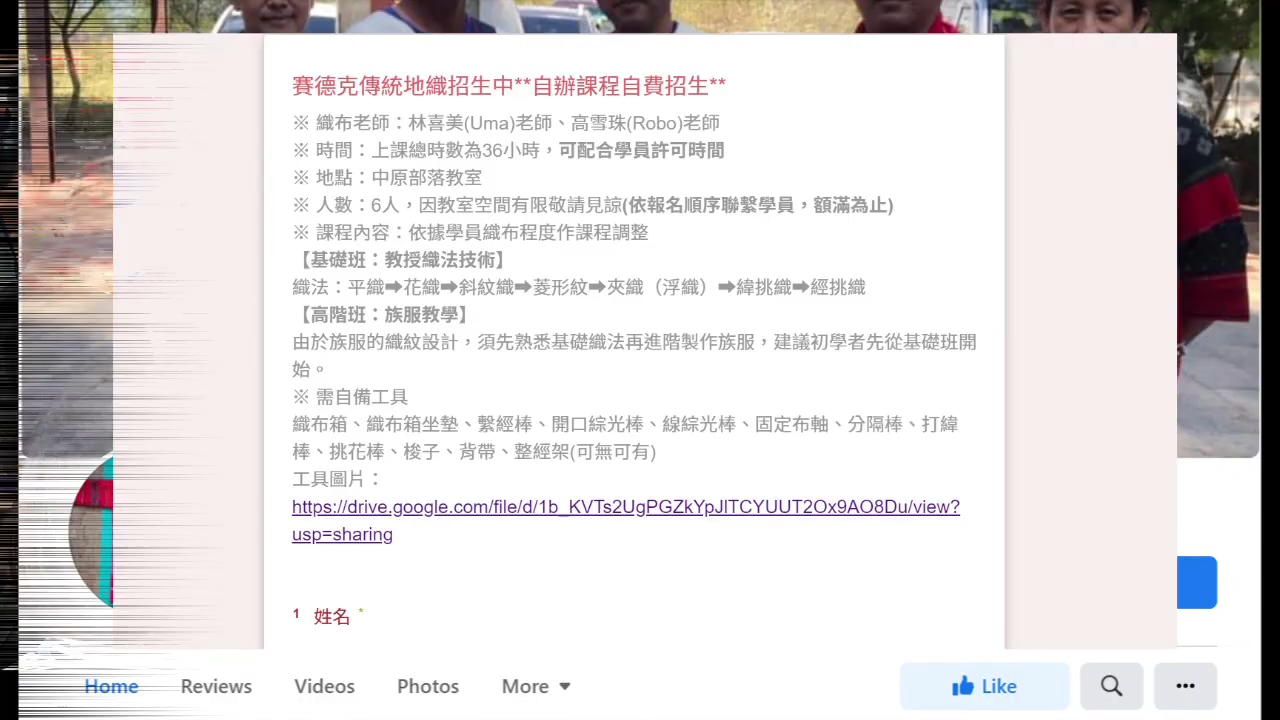 賽德克傳統地織招生中**自辦課程自費招生**
※ 織布老師：林喜美(Uma)老師、高雪珠(Robo)老師
※ 時間：上課總時數為36小時，可配合學員許可時間
※ 地點：中原部落教室
※ 人數：6人，因教室空間有限敬請見諒(依報名順序聯繫學員，額滿為止)
※ 課程內容：依據學員織布程度作課程調整
【基礎班：教授織法技術】
織法：平織➡花織➡斜紋織➡菱形紋➡夾織（浮織）➡緯挑織➡經挑織
【高階班：族服教學】
由於族服的織紋設計，須先熟悉基礎織法再進階製作族服，建議初學者先從基礎班開
始。
※ 需自備工具
織布箱、織布箱坐墊、繫經棒、開口綜光棒、線綜光棒、固定布軸、分隔棒、打緯
棒、挑花棒、梭子、背帶、整經架(可無可有)
工具圖片：
https://drive.google.com/file/d/1b_KVTs2UgPGZkYpJlTCYUUT2Ox9AO8Du/view?
usp=sharing
1 姓名 *
Home Reviews Videos Photos More Like